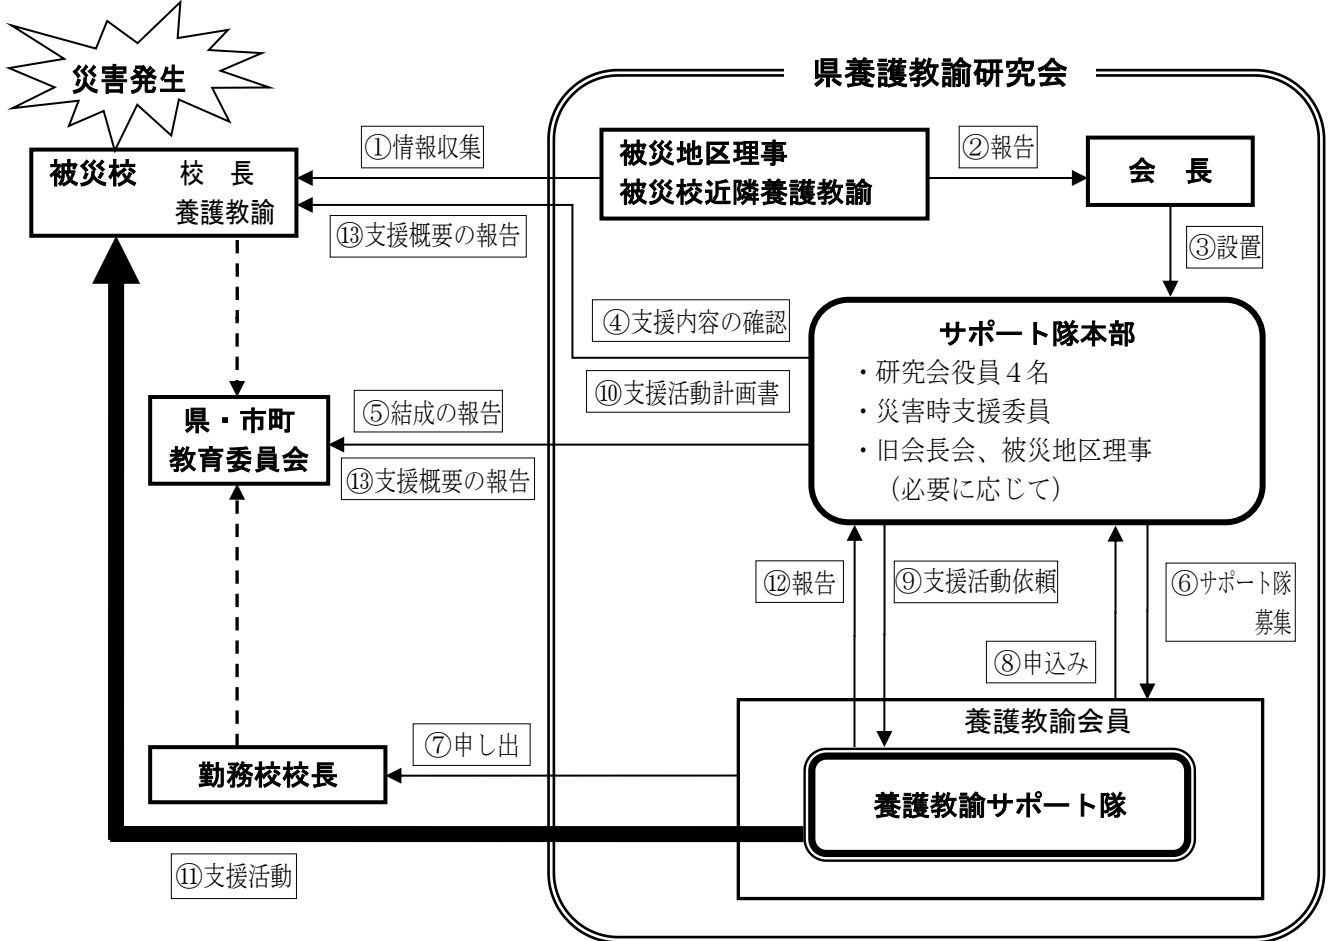 災害発生
県養護教諭研究会
①情報収集
被災地区理事
被災校近隣養護教諭
②報告
会　長
被災校　校　長
養護教諭
⑬支援概要の報告
③設置
④支援内容の確認
サポート隊本部
・研究会役員４名
・災害時支援委員
・旧会長会、被災地区理事
（必要に応じて）
⑩支援活動計画書
⑤結成の報告
県・市町
教育委員会
⑬支援概要の報告
⑫報告
⑨支援活動依頼
⑥サポート隊
募集
⑧申込み
養護教諭会員
⑦申し出
勤務校校長
養護教諭サポート隊
⑪支援活動